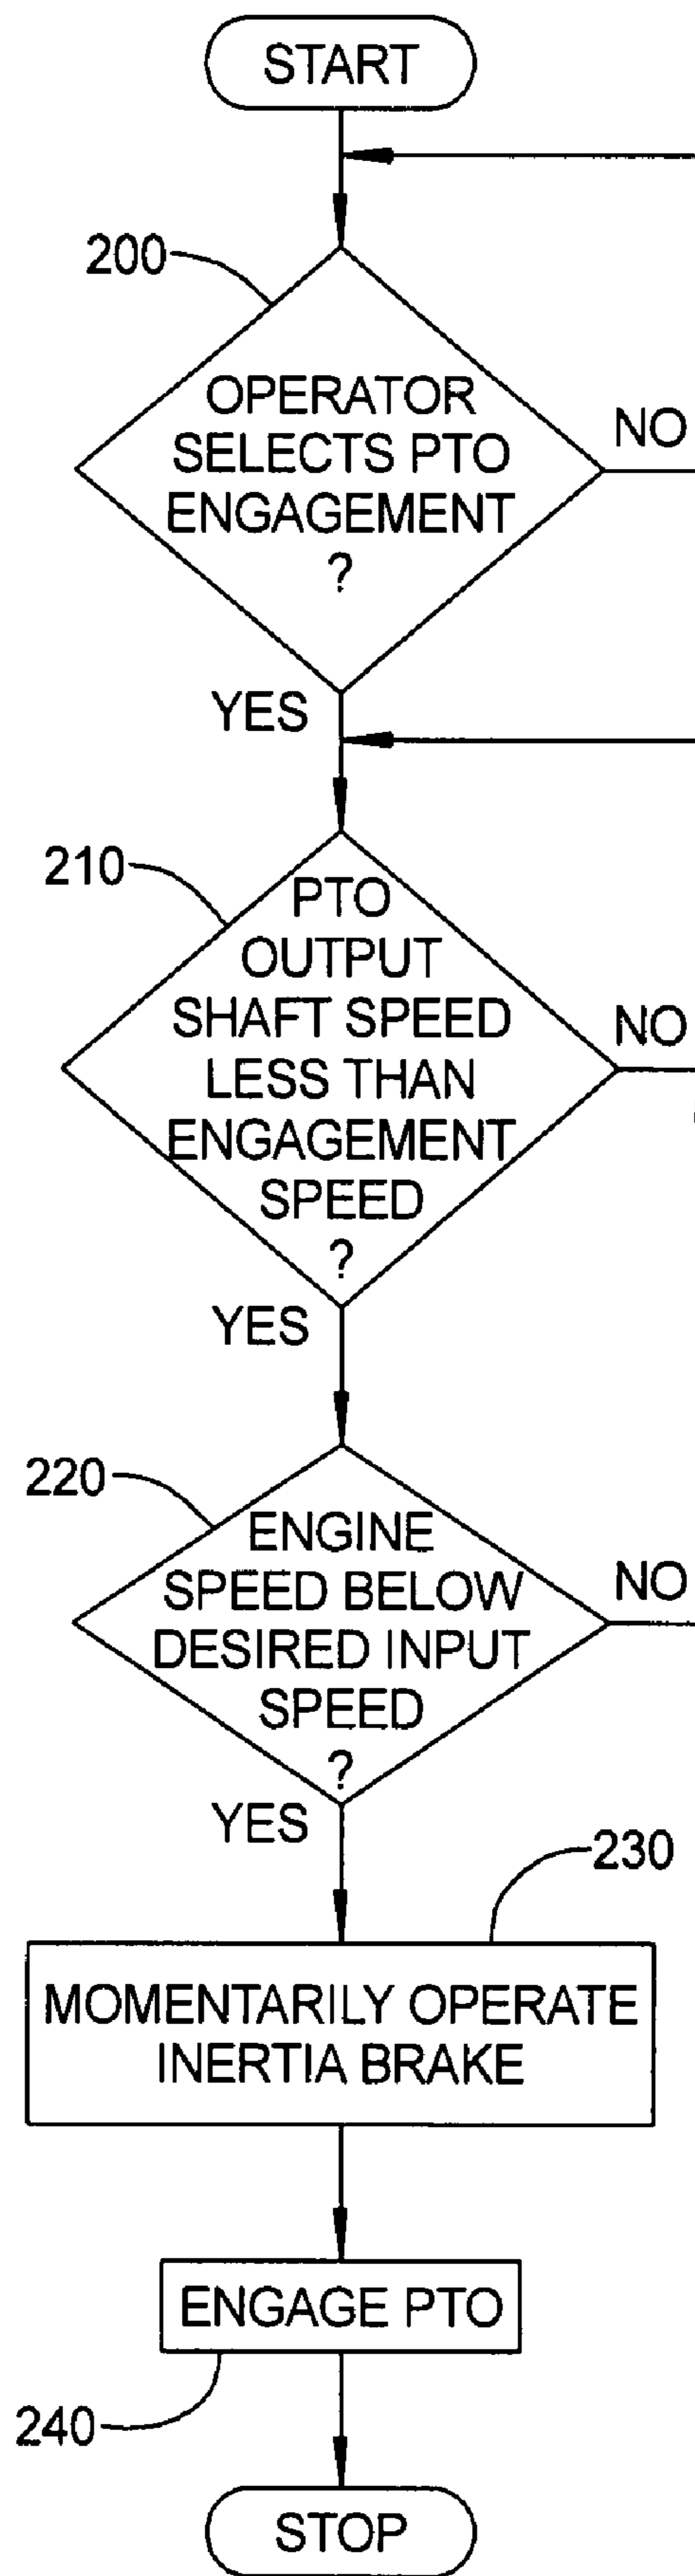 START
200
OPERATOR
SELECTS PTO
ENGAGEMENT
?
NO
YES
210
PTO
OUTPUT
SHAFT SPEED
LESS THAN
ENGAGEMENT
SPEED
?
NO
YES
220
ENGINE
SPEED BELOW
DESIRED INPUT
SPEED
?
NO
YES
230
MOMENTARILY OPERATE
INERTIA BRAKE
ENGAGE PTO
240
STOP